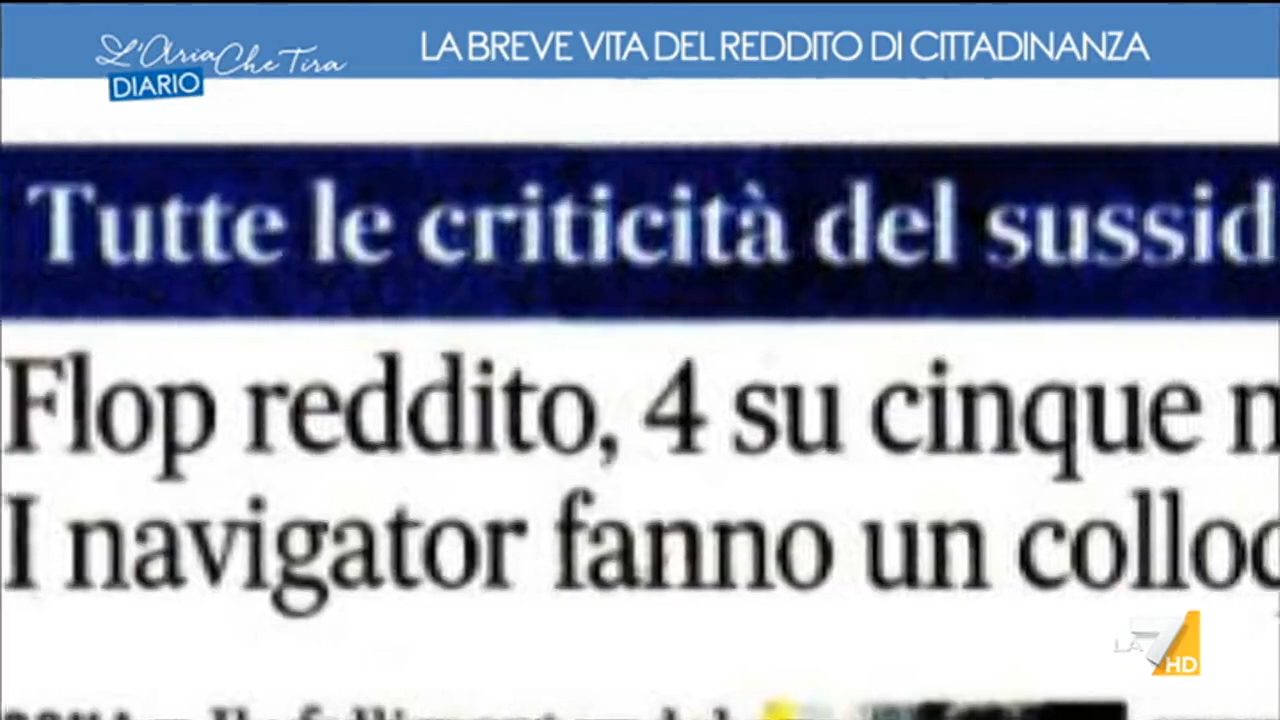 L'Aria Che Tira
DIARIO
LA BREVE VITA DEL REDDITO DI CITTADINANZA
Tutte le criticità del sussid
Flop reddito, 4 su cinque n
I navigator fanno un colloq
LA7
HD